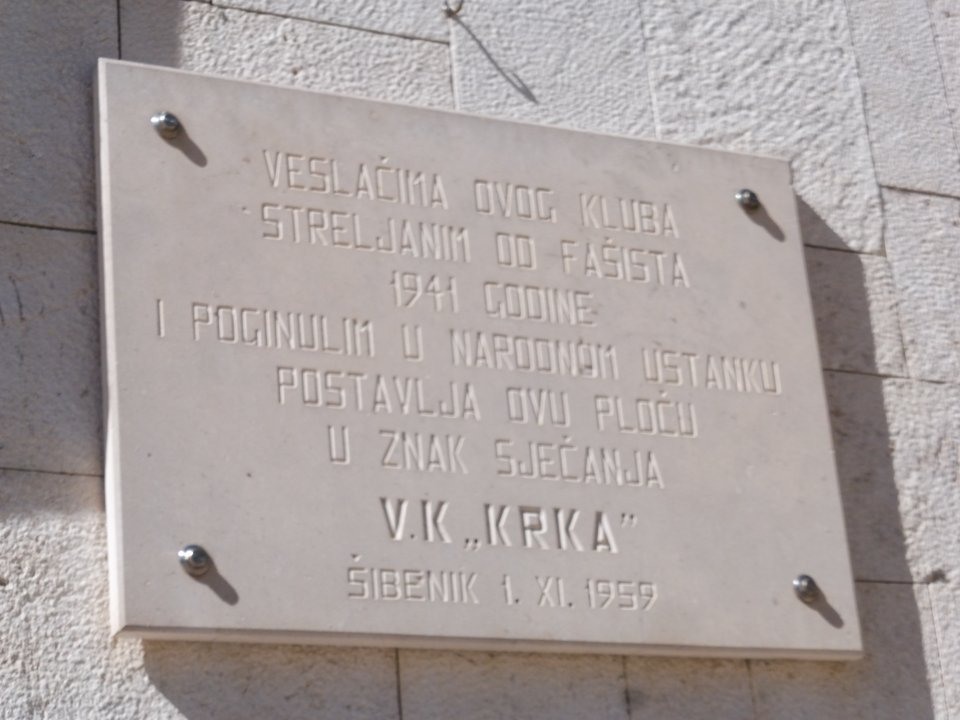 VESLAČIMA OVOG KLUBA
STRELJANIM OD FAŠISTA
1941 GODINE
I POGINULIM U NARODNOM USTANKU
POSTAVLJA OVU PLOČU
U ZNAK SJEČANJA
V.K „KRKA”
ŠIBENIK 1. XI. 1959